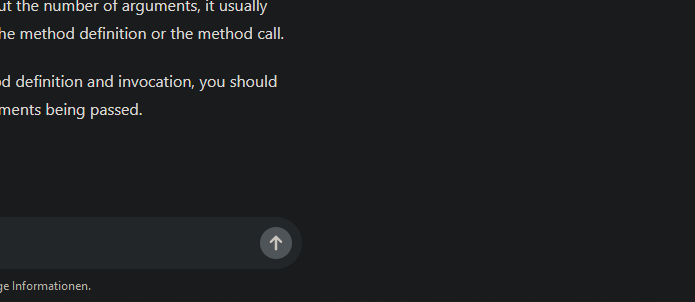 ut the number of arguments, it usually
he method definition or the method call.
od definition and invocation, you should
ments being passed.
ge Informationen.